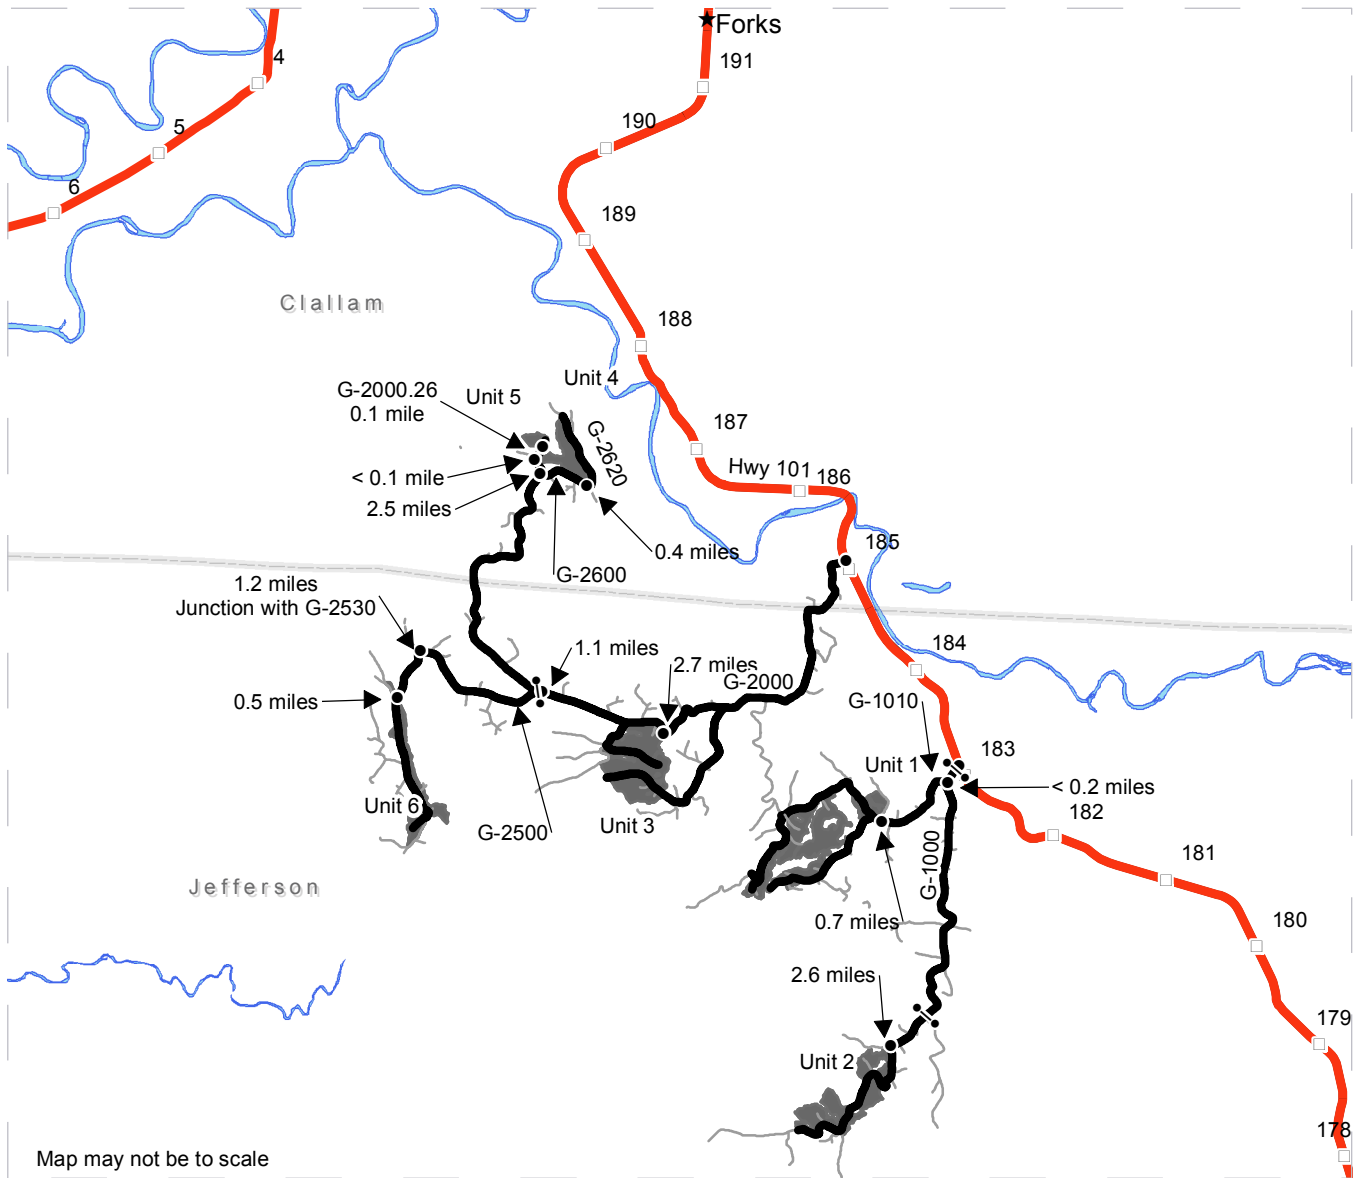 Forks
4
191
190
5
6
189
Clallam
188
Unit 4
G-2000.26
0.1 mile
Unit 5
187
G-2620
Hwy 101
186
< 0.1 mile
2.5 miles
185
0.4 miles
G-2600
1.2 miles
Junction with G-2530
184
1.1 miles
2.7 miles
G-2000
0.5 miles
G-1010
183
Unit 1
< 0.2 miles
Unit 6
182
Unit 3
G-2500
181
G-1000
Jefferson
0.7 miles
180
2.6 miles
179
Unit 2
178
Map may not be to scale